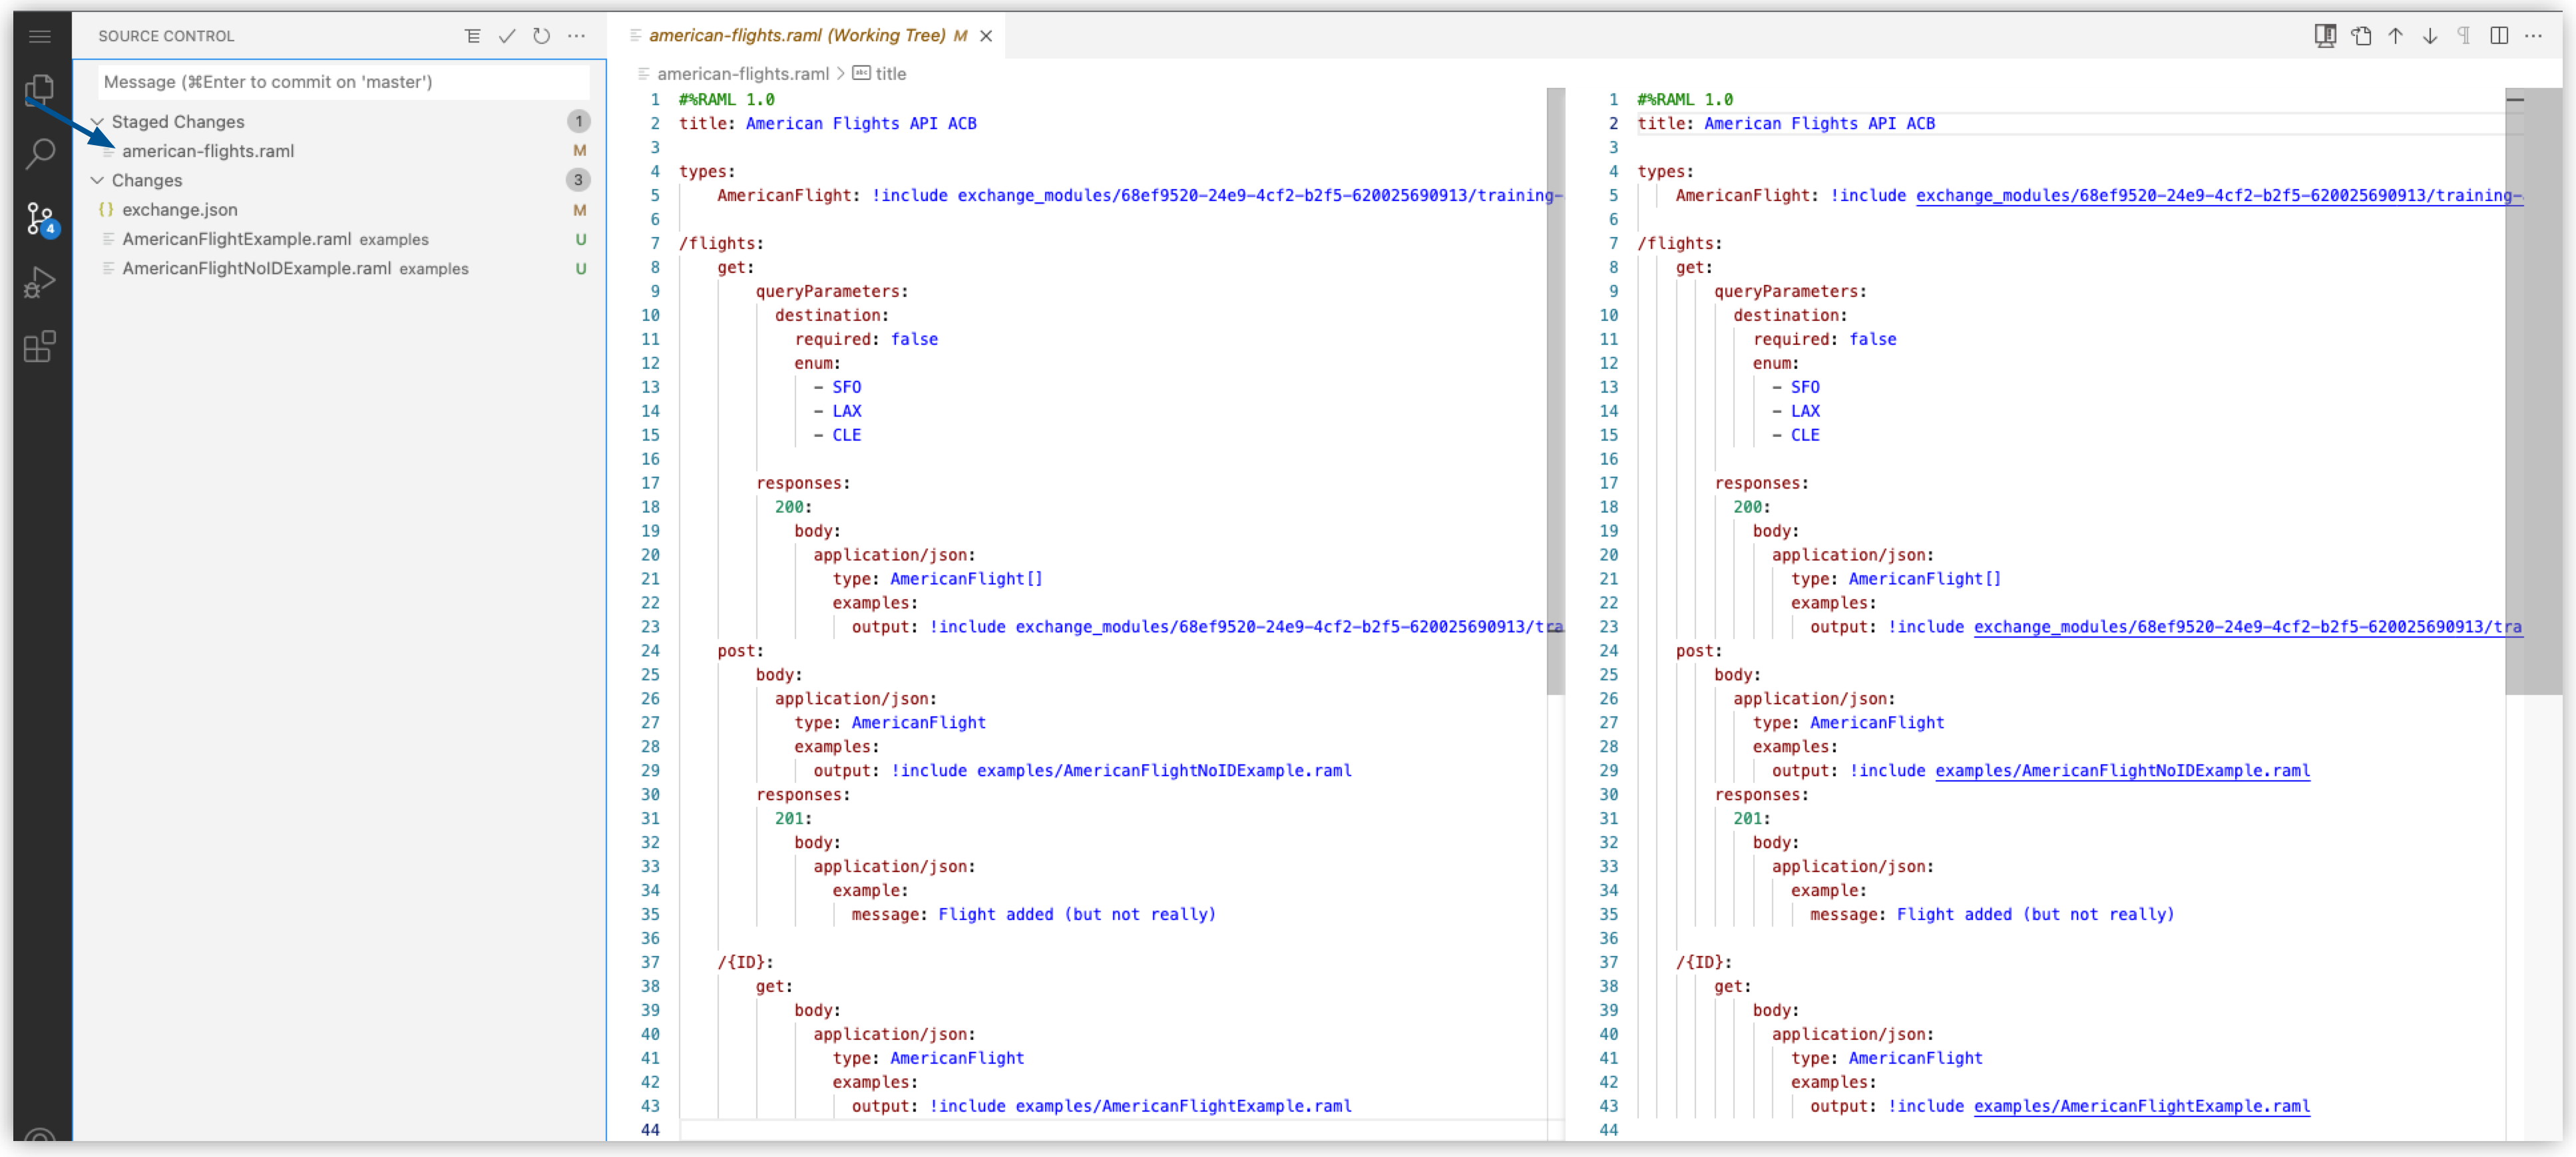 SOURCE CONTROL
Message (⌘Enter to commit on 'master')
Staged Changes 1
american-flights.raml M
Changes 3
exchange.json M
AmericanFlightExample.raml examples U
AmericanFlightNoIDExample.raml examples U
4
american-flights.raml (Working Tree) M
american-flights.raml > abc title
1 #%RAML 1.0
2 title: American Flights API ACB
3
4 types:
5 AmericanFlight: !include exchange_modules/68ef9520-24e9-4cf2-b2f5-620025690913/training-
6
7 /flights:
8 get:
9 queryParameters:
10 destination:
11 required: false
12 enum:
13 - SFO
14 - LAX
15 - CLE
16
17 responses:
18 200:
19 body:
20 application/json:
21 type: AmericanFlight[]
22 examples:
23 output: !include exchange_modules/68ef9520-24e9-4cf2-b2f5-620025690913/tra
24 post:
25 body:
26 application/json:
27 type: AmericanFlight
28 examples:
29 output: !include examples/AmericanFlightNoIDExample.raml
30 responses:
31 201:
32 body:
33 application/json:
34 example:
35 message: Flight added (but not really)
36
37 /{ID}:
38 get:
39 body:
40 application/json:
41 type: AmericanFlight
42 examples:
43 output: !include examples/AmericanFlightExample.raml
44
1 #%RAML 1.0
2 title: American Flights API ACB
3
4 types:
5 AmericanFlight: !include exchange_modules/68ef9520-24e9-4cf2-b2f5-620025690913/training-
6
7 /flights:
8 get:
9 queryParameters:
10 destination:
11 required: false
12 enum:
13 - SFO
14 - LAX
15 - CLE
16
17 responses:
18 200:
19 body:
20 application/json:
21 type: AmericanFlight[]
22 examples:
23 output: !include exchange_modules/68ef9520-24e9-4cf2-b2f5-620025690913/tra
24 post:
25 body:
26 application/json:
27 type: AmericanFlight
28 examples:
29 output: !include examples/AmericanFlightNoIDExample.raml
30 responses:
31 201:
32 body:
33 application/json:
34 example:
35 message: Flight added (but not really)
36
37 /{ID}:
38 get:
39 body:
40 application/json:
41 type: AmericanFlight
42 examples:
43 output: !include examples/AmericanFlightExample.raml
44